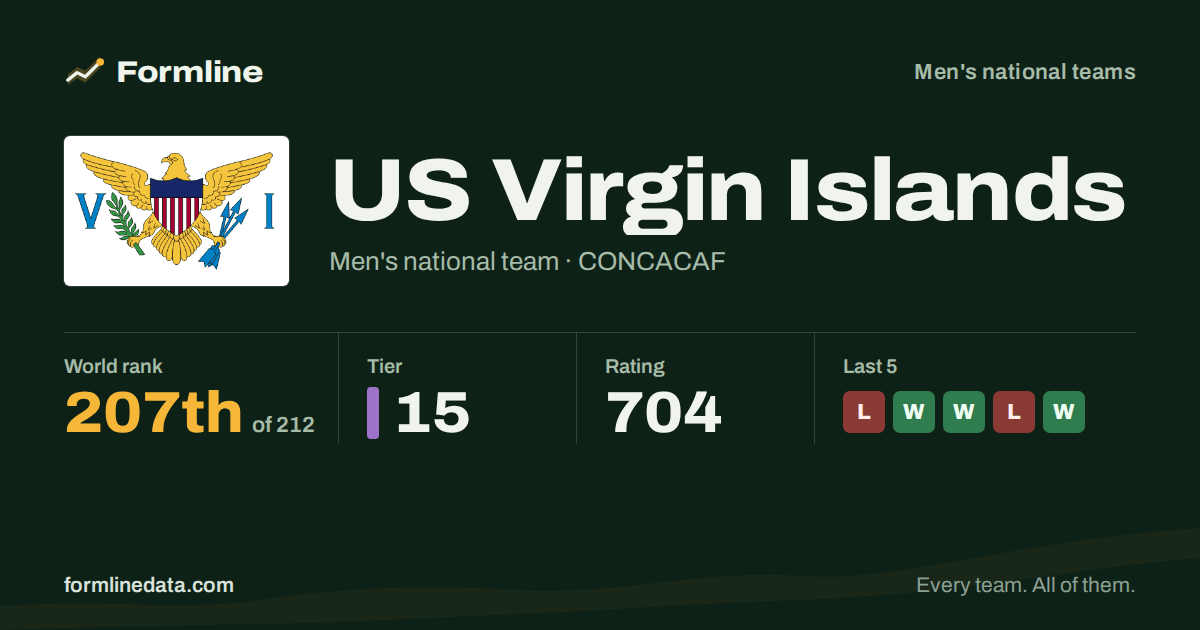 Formline
Men's national teams
V I
US Virgin Islands
Men's national team · CONCACAF
World rank
207th of 212
Tier
15
Rating
704
Last 5
L W W L W
formlinedata.com
Every team. All of them.